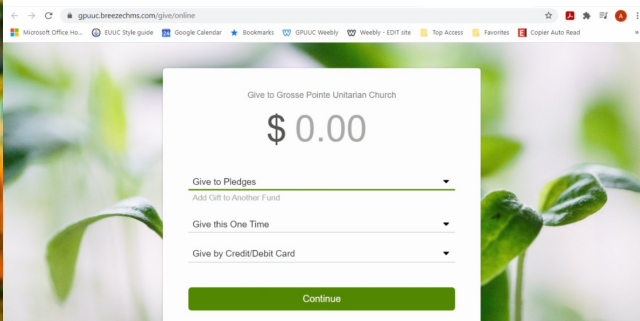 gpuuc.breezechms.com/give/online
Microsoft Office Ho... EUUC Style guide Google Calendar Bookmarks GPUUC Weebly Weebly - EDIT site Top Access Favorites Copier Auto Read »
Give to Grosse Pointe Unitarian Church
$ 0.00
Give to Pledges
Add Gift to Another Fund
Give this One Time
Give by Credit/Debit Card
Continue